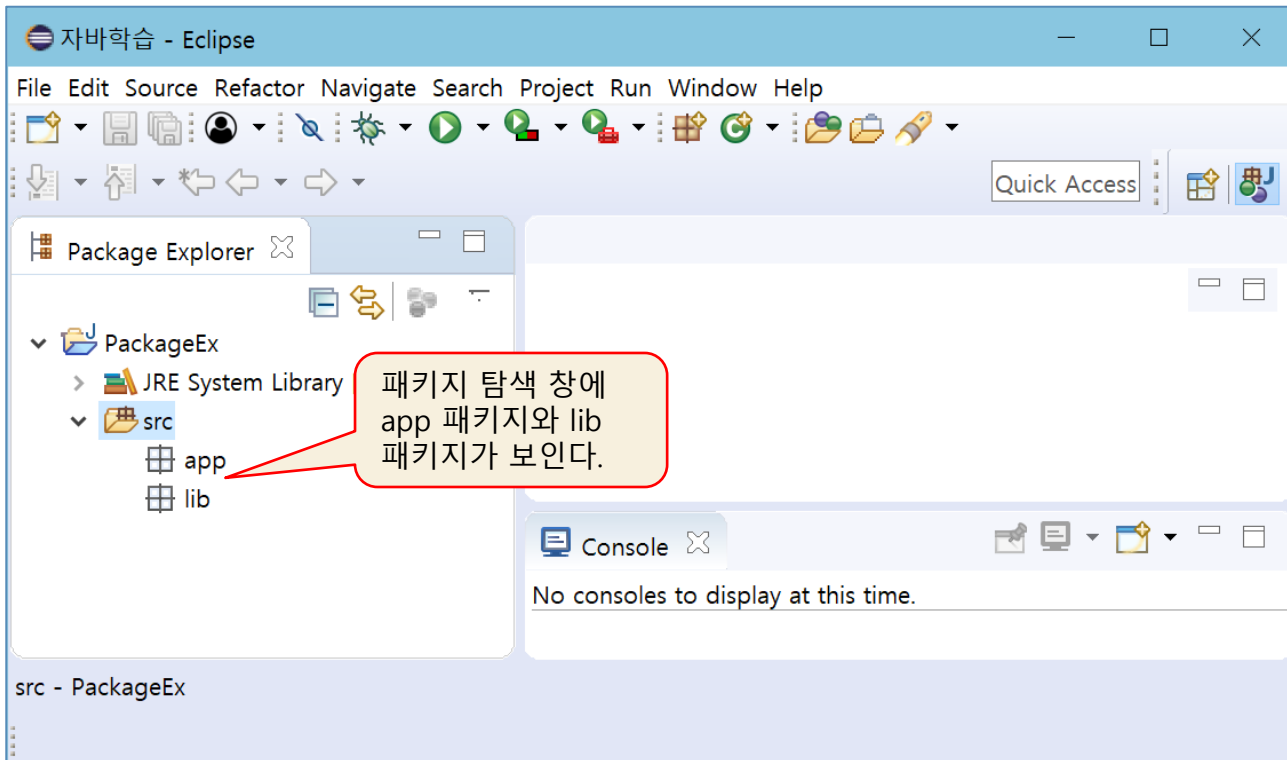 자바학습 - Eclipse
File Edit Source Refactor Navigate Search Project Run Window Help
Quick Access
Package Explorer
PackageEx
JRE System Library
src
app
lib
패키지 탐색 창에
app 패키지와 lib
패키지가 보인다.
Console
No consoles to display at this time.
src - PackageEx